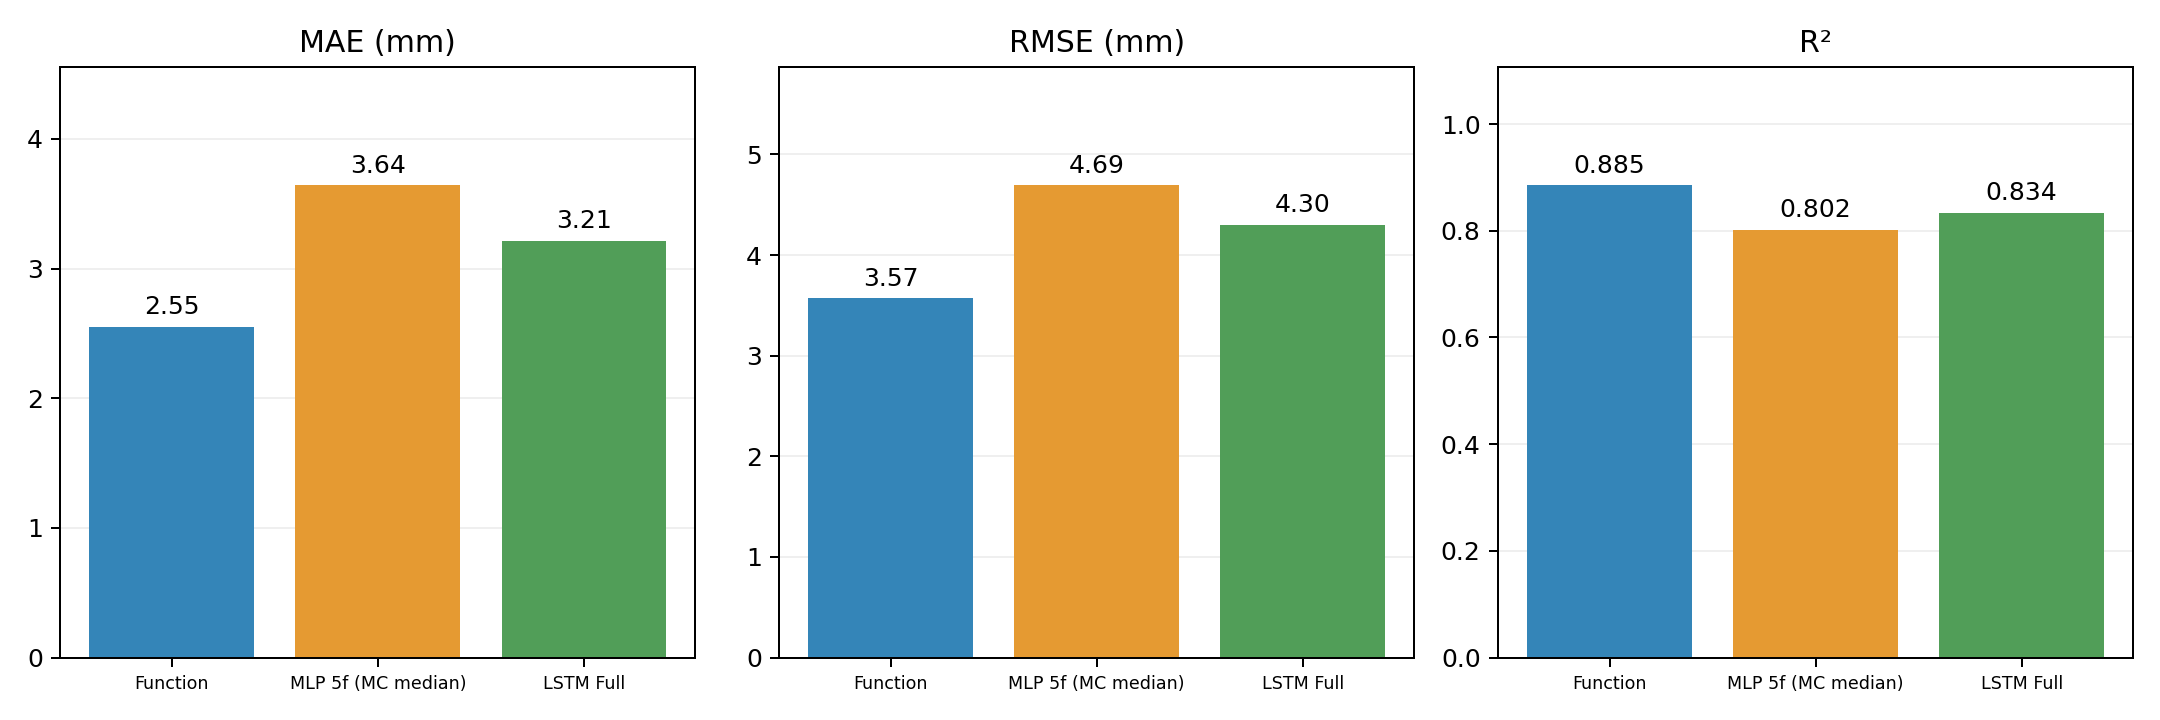 MAE (mm)
4
3
2
1
0
3.64
3.21
2.55
Function
MLP 5f (MC median)
LSTM Full
RMSE (mm)
5
4
3
2
1
0
4.69
4.30
3.57
Function
MLP 5f (MC median)
LSTM Full
R²
1.0
0.8
0.6
0.4
0.2
0.0
0.885
0.802
0.834
Function
MLP 5f (MC median)
LSTM Full